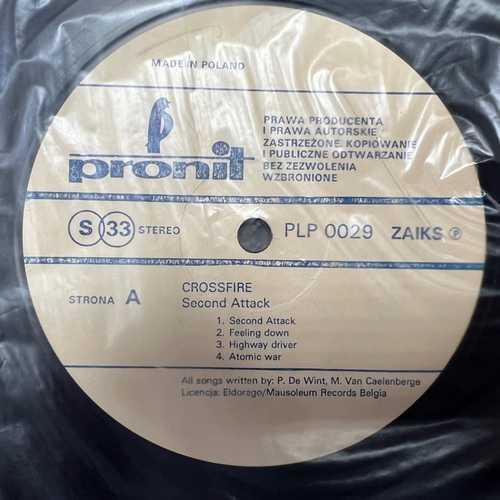 MADE IN POLAND
pronit
PRAWA PRODUCENTA
I PRAWA AUTORSKIE
ZASTRZEŻONE. KOPIOWANIE
I PUBLICZNE ODTWARZANIE
BEZ ZEZWOLENIA
WZBRONIONE
S 33 STEREO
PLP 0029 ZAIKS ℗
STRONA A
CROSSFIRE
Second Attack
1. Second Attack
2. Feeling down
3. Highway driver
4. Atomic war
All songs written by: P. De Wint, M. Van Caelenberge
Licencja: Eldorago/Mausoleum Records Belgia